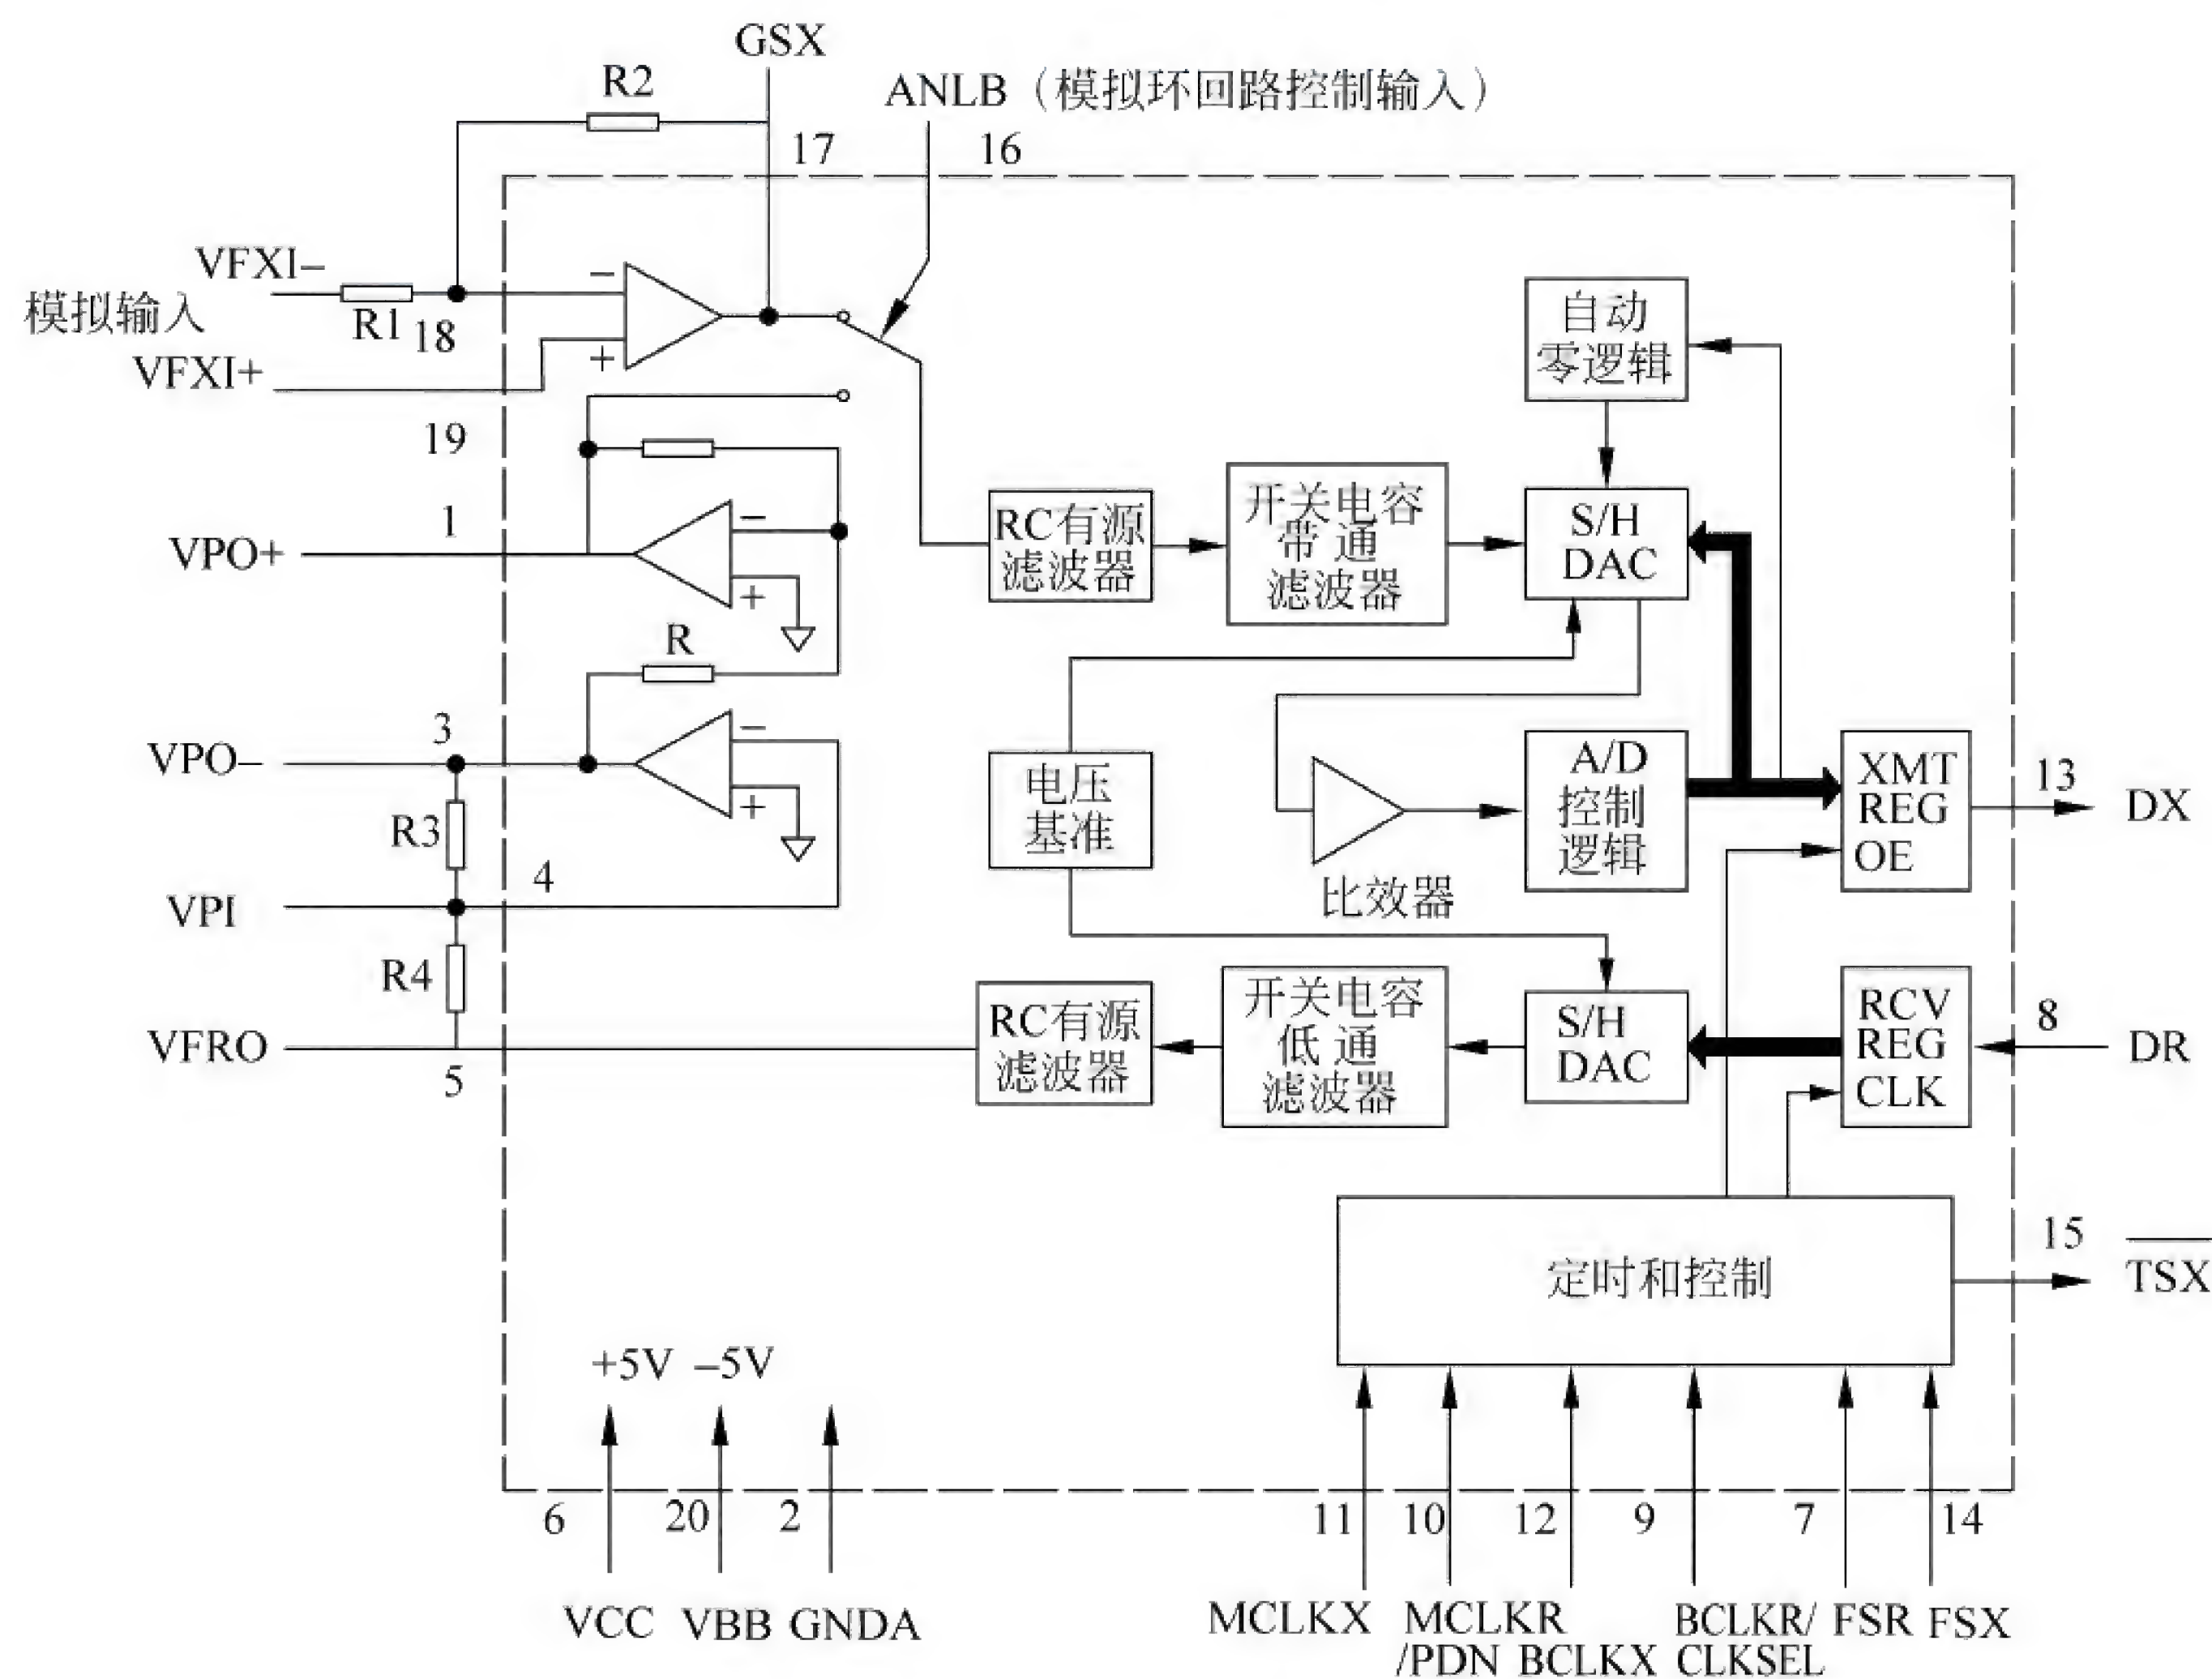 GSX
R2
ANLB（模拟环回路控制输入）
17
16
VFXI–
模拟输入
R1
18
VFXI+
–
+
19
自动
零逻辑
1
VPO+
–
+
RC有源
滤波器
开关电容
带 通
滤波器
S/H
DAC
R
3
VPO–
–
+
R3
4
VPI
R4
VFRO
5
电压
基准
比效器
A/D
控制
逻辑
XMT
REG
OE
13
DX
RC有源
滤波器
开关电容
低 通
滤波器
S/H
DAC
RCV
REG
CLK
8
DR
定时和控制
15
TSX
+5V
–5V
6
20
2
11
10
12
9
7
14
VCC
VBB
GNDA
MCLKX
MCLKR
/PDN
BCLKX
BCLKR/
CLKSEL
FSR
FSX